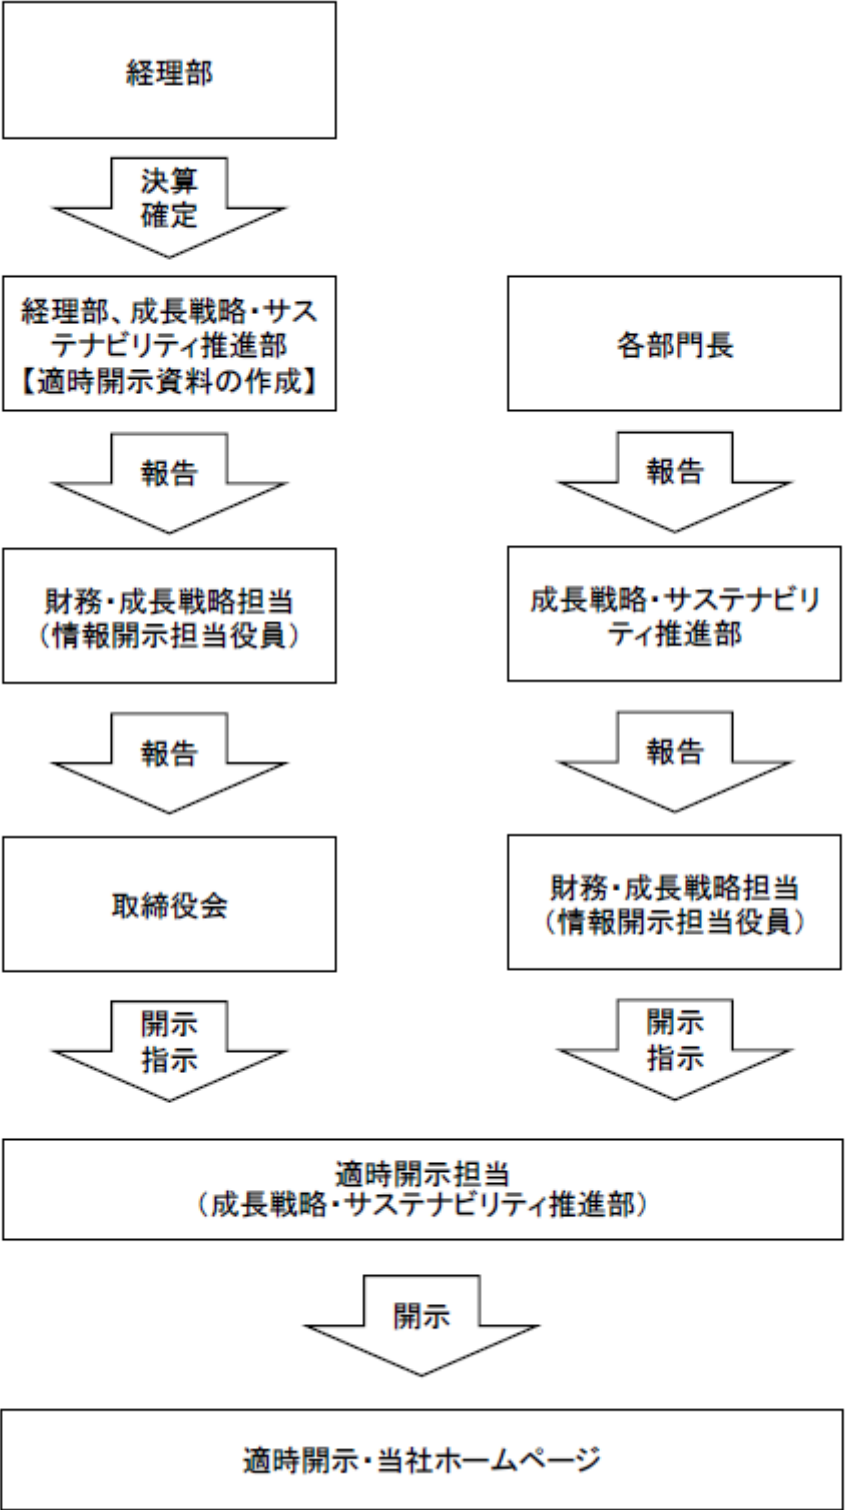 経理部
決算
確定
経理部、成長戦略・サス
テナビリティ推進部
【適時開示資料の作成】
報告
財務・成長戦略担当
（情報開示担当役員）
報告
取締役会
開示
指示
各部門長
報告
成長戦略・サステナビリ
ティ推進部
報告
財務・成長戦略担当
（情報開示担当役員）
開示
指示
適時開示担当
（成長戦略・サステナビリティ推進部）
開示
適時開示・当社ホームページ